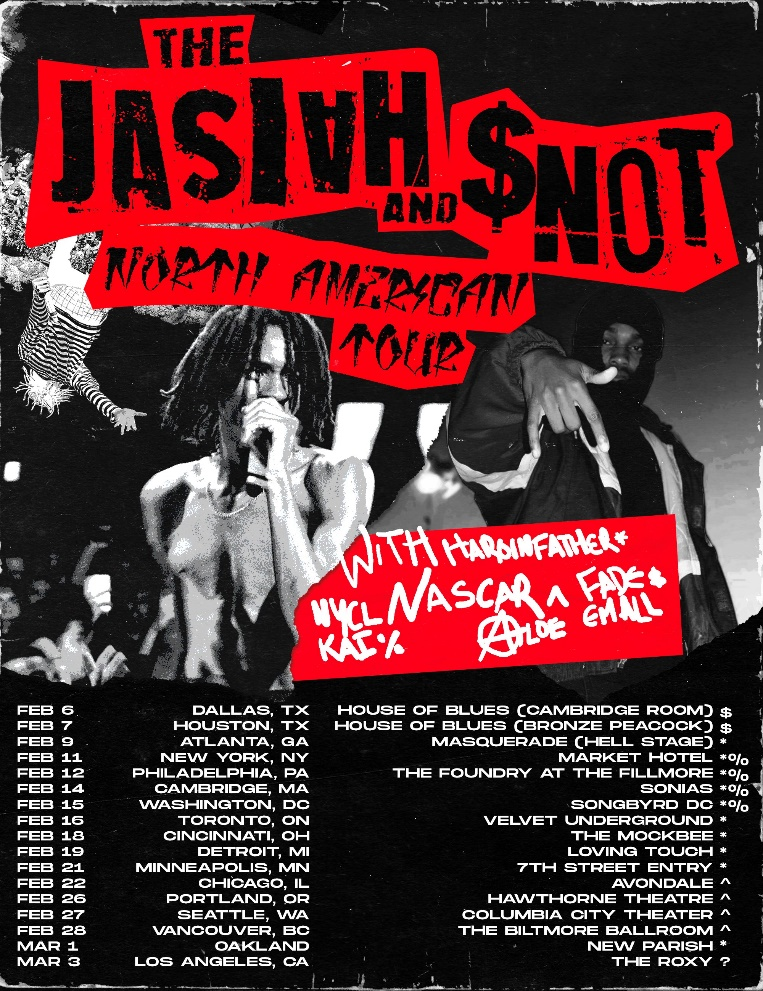 THE
JASIAH
AND
$NOT
NORTH AMERICAN
TOUR
WITH HARDINFATHER*
NASCAR ^ FADE $
WYCL KAI % ALOE EMALL
FEB 6 DALLAS, TX HOUSE OF BLUES (CAMBRIDGE ROOM) $
FEB 7 HOUSTON, TX HOUSE OF BLUES (BRONZE PEACOCK) $
FEB 9 ATLANTA, GA MASQUERADE (HELL STAGE) *
FEB 11 NEW YORK, NY MARKET HOTEL *%
FEB 12 PHILADELPHIA, PA THE FOUNDRY AT THE FILLMORE *%
FEB 14 CAMBRIDGE, MA SONIAS *%
FEB 15 WASHINGTON, DC SONGBYRD DC *%
FEB 16 TORONTO, ON VELVET UNDERGROUND *
FEB 18 CINCINNATI, OH THE MOCKBEE *
FEB 19 DETROIT, MI LOVING TOUCH *
FEB 21 MINNEAPOLIS, MN 7TH STREET ENTRY *
FEB 22 CHICAGO, IL AVONDALE ^
FEB 26 PORTLAND, OR HAWTHORNE THEATRE ^
FEB 27 SEATTLE, WA COLUMBIA CITY THEATER ^
FEB 28 VANCOUVER, BC THE BILTMORE BALLROOM ^
MAR 1 OAKLAND NEW PARISH *
MAR 3 LOS ANGELES, CA THE ROXY ?